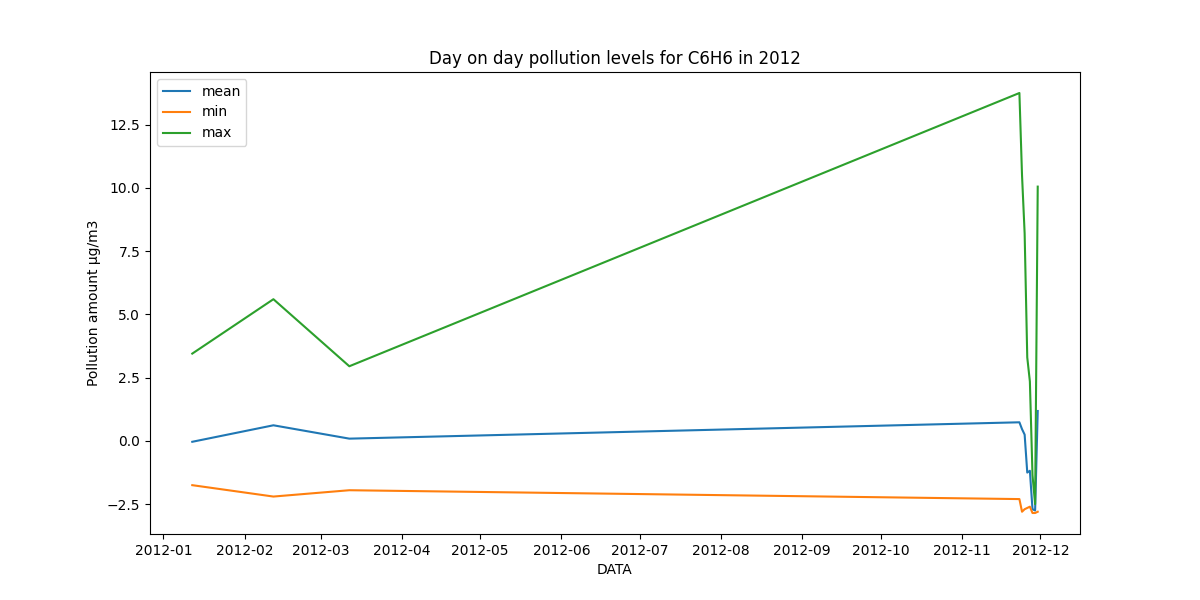 Day on day pollution levels for C6H6 in 2012
mean
min
max
Pollution amount µg/m3
12.5
10.0
7.5
5.0
2.5
0.0
−2.5
2012-01 2012-02 2012-03 2012-04 2012-05 2012-06 2012-07 2012-08 2012-09 2012-10 2012-11 2012-12
DATA